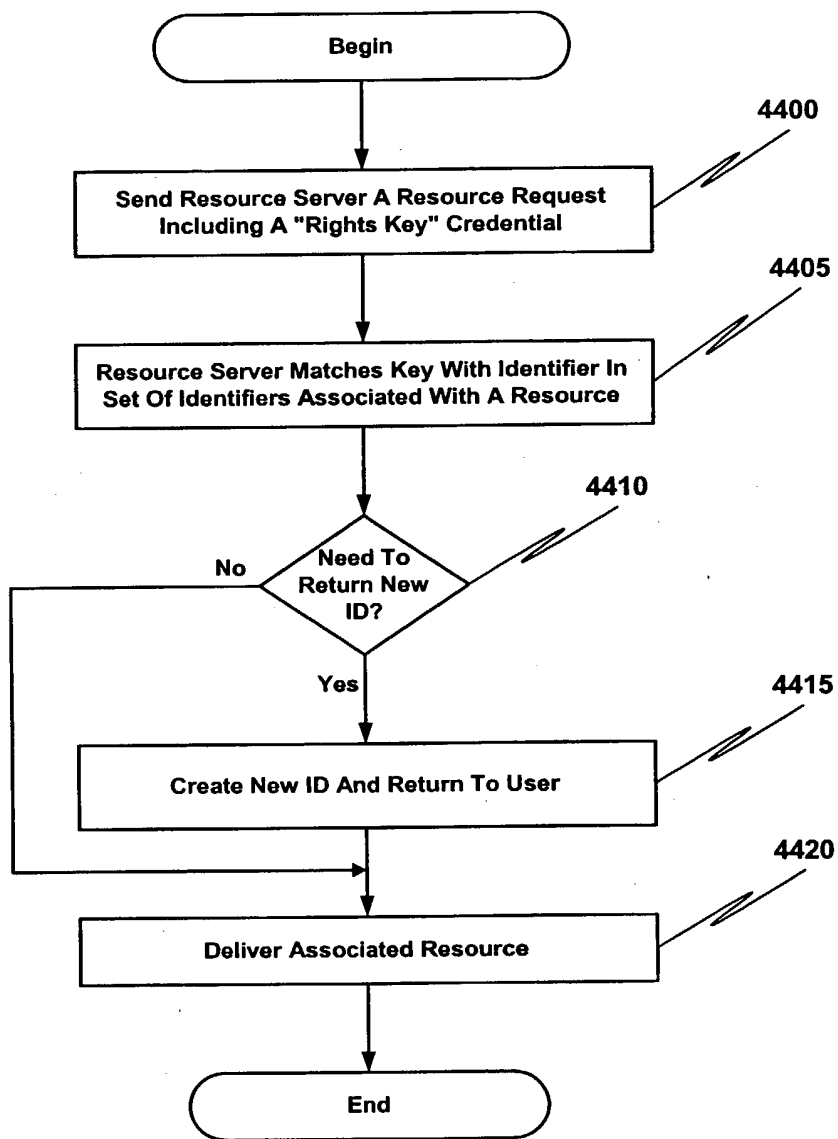 Begin
4400
Send Resource Server A Resource Request
Including A "Rights Key" Credential
4405
Resource Server Matches Key With Identifier In
Set Of Identifiers Associated With A Resource
4410
No
Need To
Return New
ID?
Yes
4415
Create New ID And Return To User
4420
Deliver Associated Resource
End